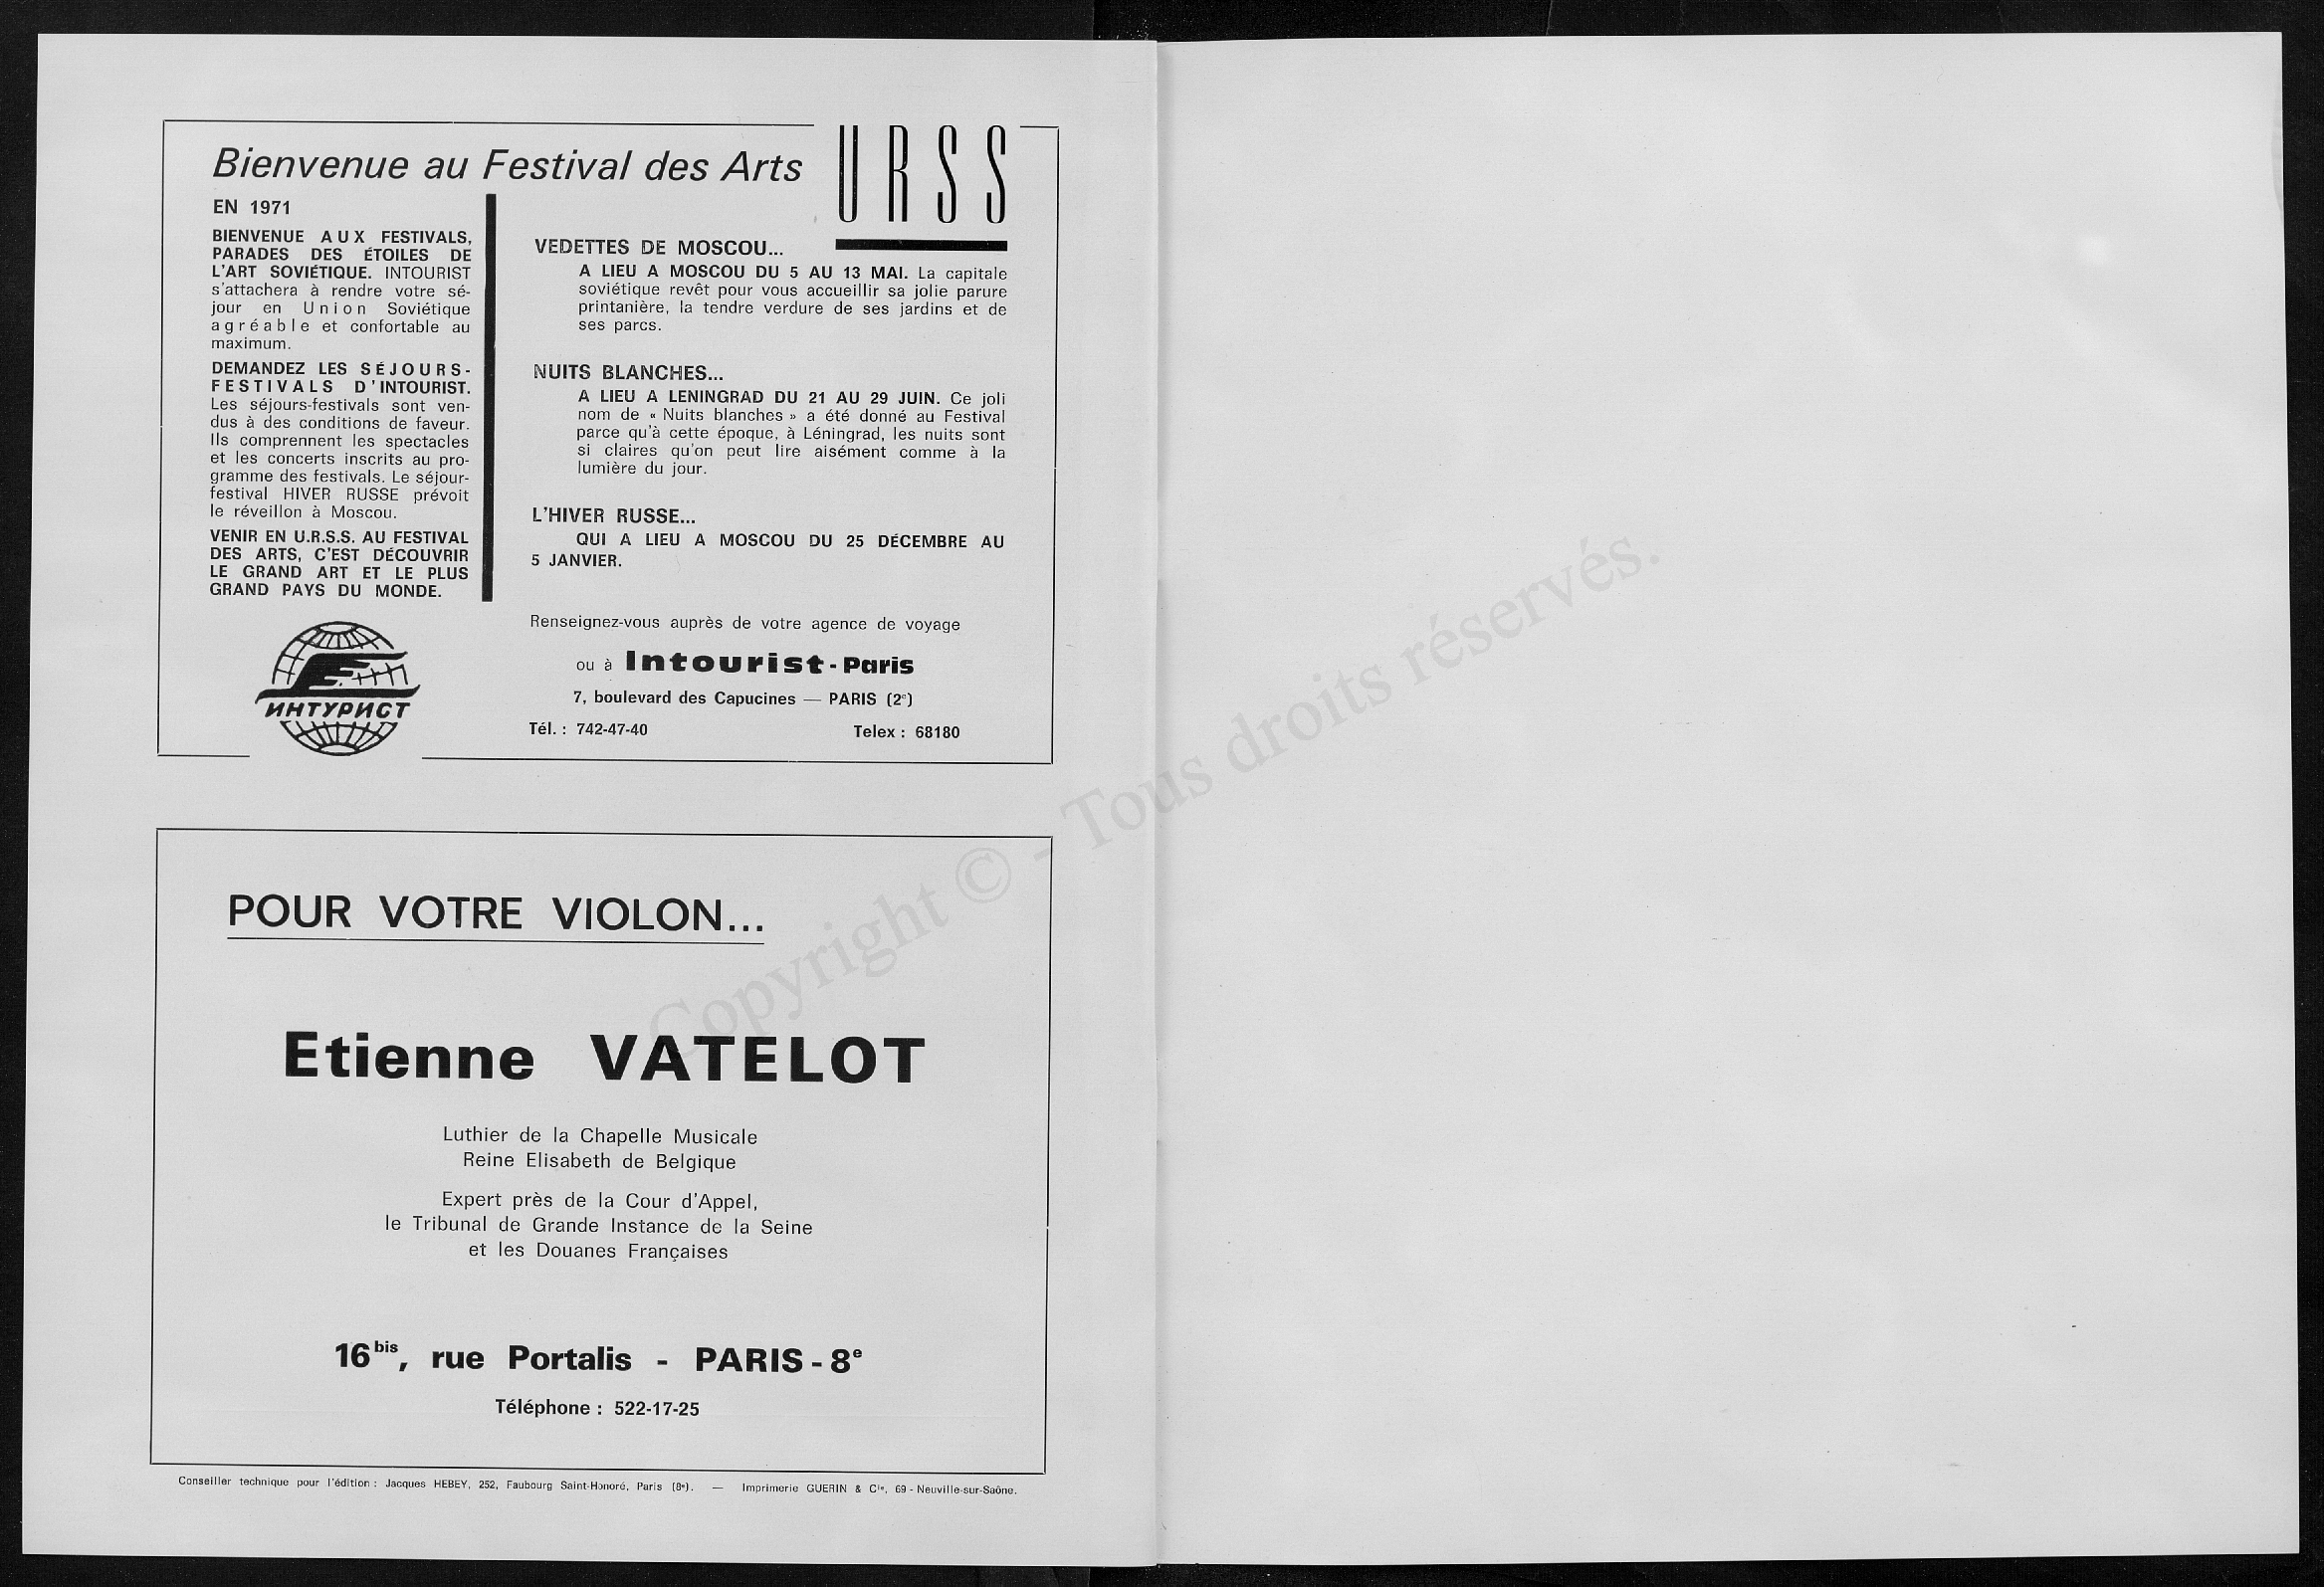 Bienvenue au Festival des Arts
URSS
EN 1971
BIENVENUE AUX FESTIVALS,
PARADES DES ÉTOILES DE
L'ART SOVIÉTIQUE. INTOURIST
s'attachera à rendre votre sé-
jour en Union Soviétique
agréable et confortable au
maximum.
DEMANDEZ LES SÉJOURS-
FESTIVALS D'INTOURIST.
Les séjours-festivals sont ven-
dus à des conditions de faveur.
Ils comprennent les spectacles
et les concerts inscrits au pro-
gramme des festivals. Le séjour-
festival HIVER RUSSE prévoit
le réveillon à Moscou.
VENIR EN U.R.S.S. AU FESTIVAL
DES ARTS, C'EST DÉCOUVRIR
LE GRAND ART ET LE PLUS
GRAND PAYS DU MONDE.
ИНТУРИСТ
VEDETTES DE MOSCOU...
A LIEU A MOSCOU DU 5 AU 13 MAI. La capitale
soviétique revêt pour vous accueillir sa jolie parure
printanière, la tendre verdure de ses jardins et de
ses parcs.
NUITS BLANCHES...
A LIEU A LENINGRAD DU 21 AU 29 JUIN. Ce joli
nom de « Nuits blanches » a été donné au Festival
parce qu'à cette époque, à Léningrad, les nuits sont
si claires qu'on peut lire aisément comme à la
lumière du jour.
L'HIVER RUSSE...
QUI A LIEU A MOSCOU DU 25 DÉCEMBRE AU
5 JANVIER.
Renseignez-vous auprès de votre agence de voyage
ou à Intourist - Paris
7, boulevard des Capucines — PARIS (2e)
Tél. : 742-47-40 Telex : 68180
POUR VOTRE VIOLON...
Etienne VATELOT
Luthier de la Chapelle Musicale
Reine Elisabeth de Belgique
Expert près de la Cour d'Appel,
le Tribunal de Grande Instance de la Seine
et les Douanes Françaises
16 bis, rue Portalis - PARIS - 8e
Téléphone : 522-17-25
Conseiller technique pour l'édition : Jacques HEBEY, 252, Faubourg Saint-Honoré, Paris (8e). — Imprimerie GUERIN & Cie, 69 - Neuville-sur-Saône.
Copyright © - Tous droits réservés.